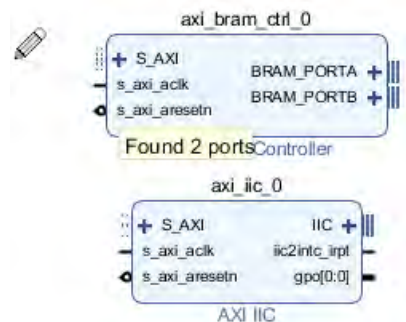 axi_bram_ctrl_0
S_AXI
s_axi_aclk
s_axi_aresetn
BRAM_PORTA
BRAM_PORTB
Found 2 ports Controller
axi_iic_0
S_AXI
s_axi_aclk
s_axi_aresetn
IIC
iic2intc_irpt
gpo[0:0]
AXI IIC